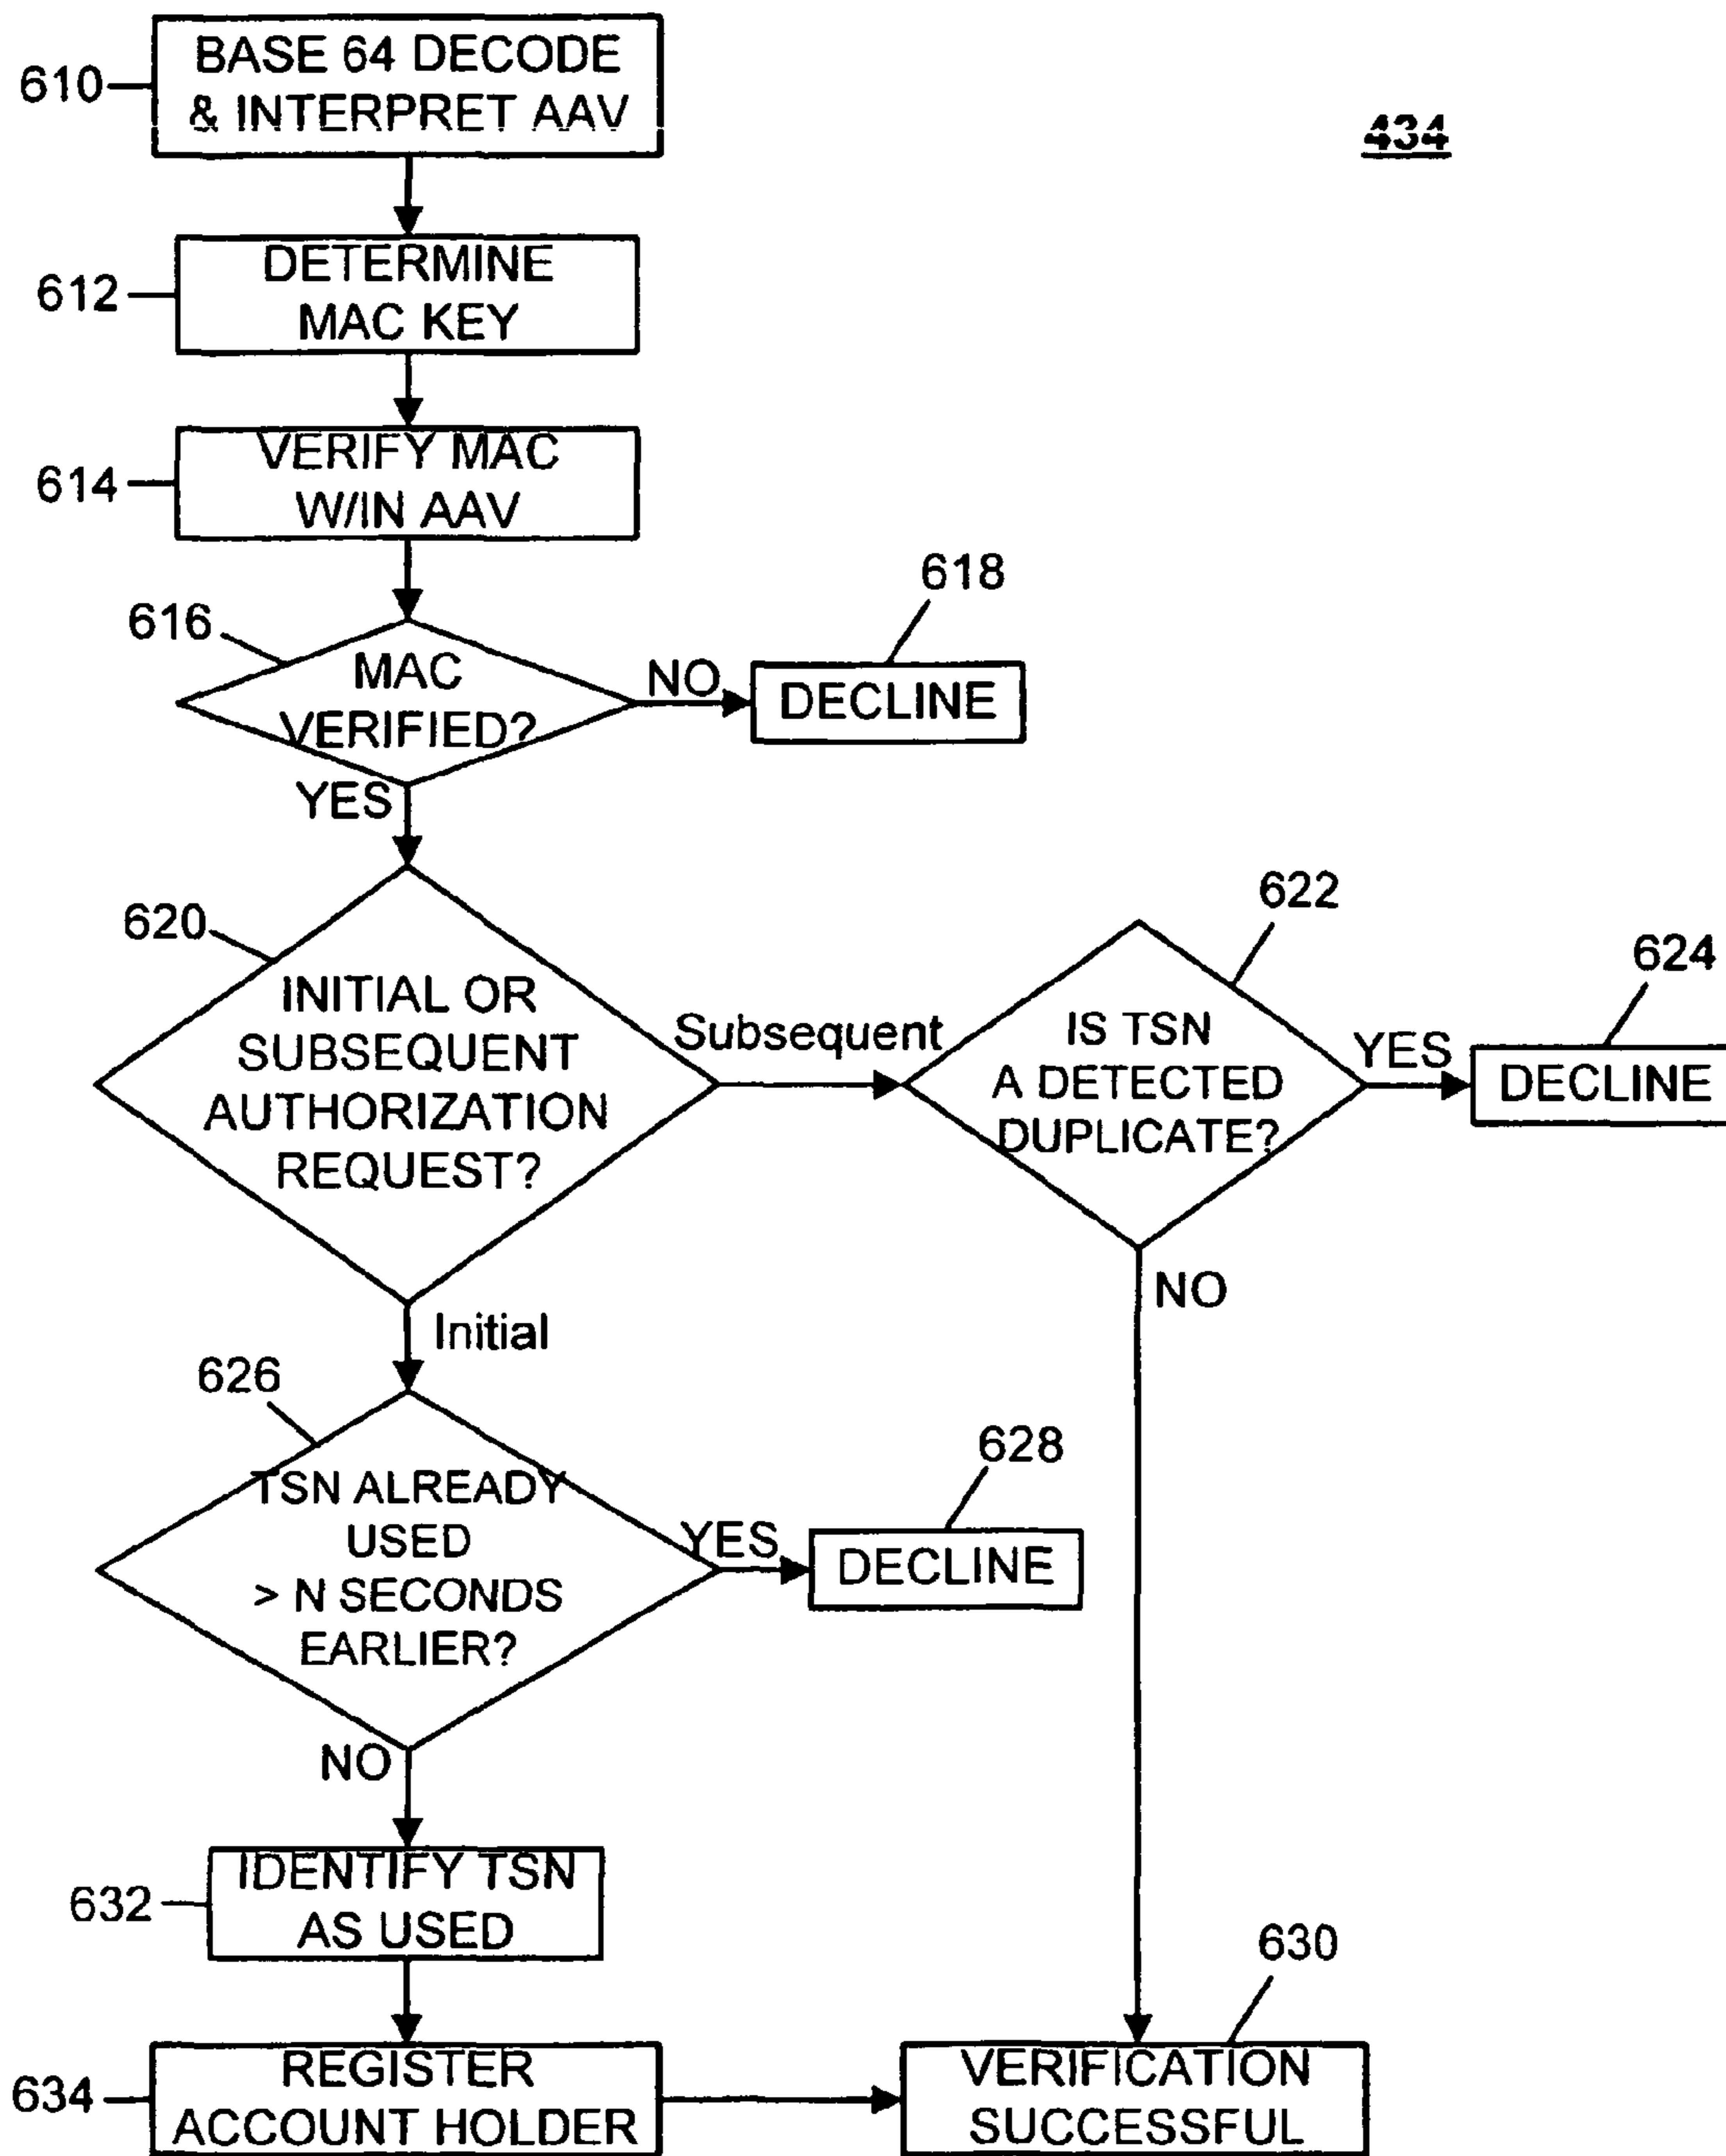 BASE 64 DECODE
& INTERPRET AAV
610
434
DETERMINE
MAC KEY
612
VERIFY MAC
W/IN AAV
614
618
616
MAC
VERIFIED?
NO
DECLINE
YES
622
620
624
INITIAL OR
SUBSEQUENT
AUTHORIZATION
REQUEST?
Subsequent
IS TSN
A DETECTED
DUPLICATE?
YES
DECLINE
NO
Initial
626
628
TSN ALREADY
USED
> N SECONDS
EARLIER?
YES
DECLINE
NO
IDENTIFY TSN
AS USED
632
630
REGISTER
ACCOUNT HOLDER
634
VERIFICATION
SUCCESSFUL